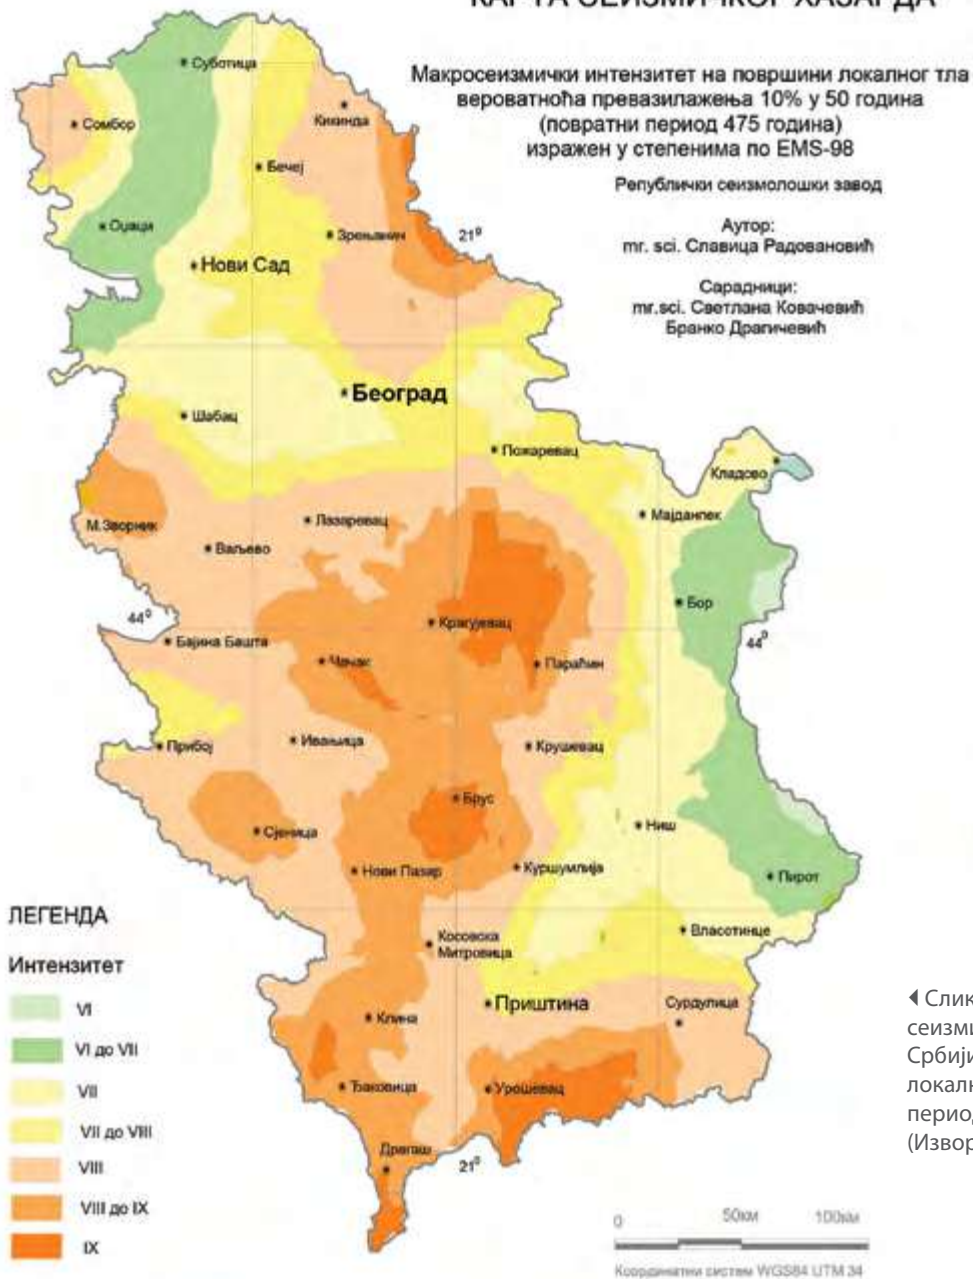 КАРТА СЕИЗМИЧКОГ ХАЗАРДА
Макросеизмички интензитет на површини локалног тла
вероватноћа превазилажења 10% у 50 година
(повратни период 475 година)
изражен у степенима по EMS-98
Републички сеизмолошки завод
Аутор:
mr. sci. Славица Радовановић
Сарадници:
mr.sci. Светлана Ковачевић
Бранко Драгичевић
Суботица
Сомбор
Кикинда
Бечеј
Оџаци
Зрењанин
21⁰
Нови Сад
Београд
Шабац
Пожаревац
Кладово
М.Зворник
Лазаревац
Мајданпек
Ваљево
Бор
44⁰
Крагујевац
Бајина Башта
44⁰
Чачак
Параћин
Прибој
Ивањица
Крушевац
Брус
Сјеница
Ниш
Нови Пазар
Куршумлија
Пирот
Косовска
Митровица
Власотинце
Приштина
Сурдулица
Клина
Ђаковица
Урошевац
Драгаш
21⁰
ЛЕГЕНДА
Интензитет
VI
VI до VII
VII
VII до VIII
VIII
VIII до IX
IX
0 50км 100км
Координатни систем WGS84 UTM 34
◀ Слик
сеизми
Србији
локалн
период
(Извор